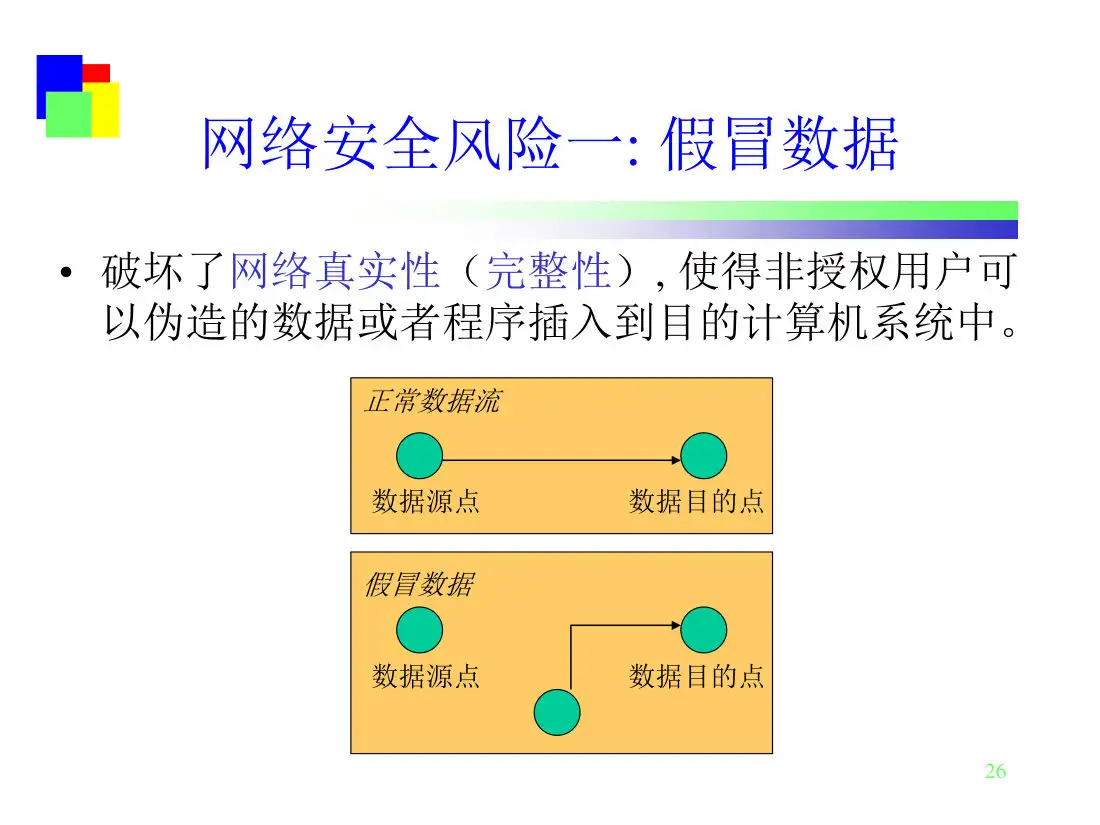 网络安全风险一: 假冒数据
• 破坏了网络真实性（完整性）, 使得非授权用户可
以伪造的数据或者程序插入到目的计算机系统中。
正常数据流
数据源点 数据目的点
假冒数据
数据源点 数据目的点
26